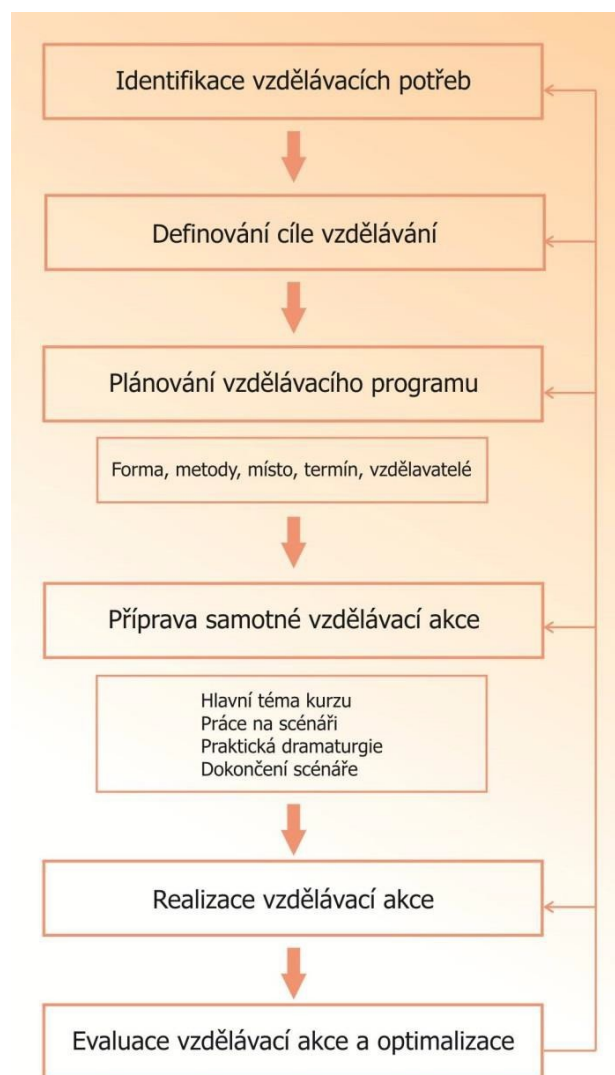 Identifikace vzdělávacích potřeb
Definování cíle vzdělávání
Plánování vzdělávacího programu
Forma, metody, místo, termín, vzdělavatelé
Příprava samotné vzdělávací akce
Hlavní téma kurzu
Práce na scénáři
Praktická dramaturgie
Dokončení scénáře
Realizace vzdělávací akce
Evaluace vzdělávací akce a optimalizace